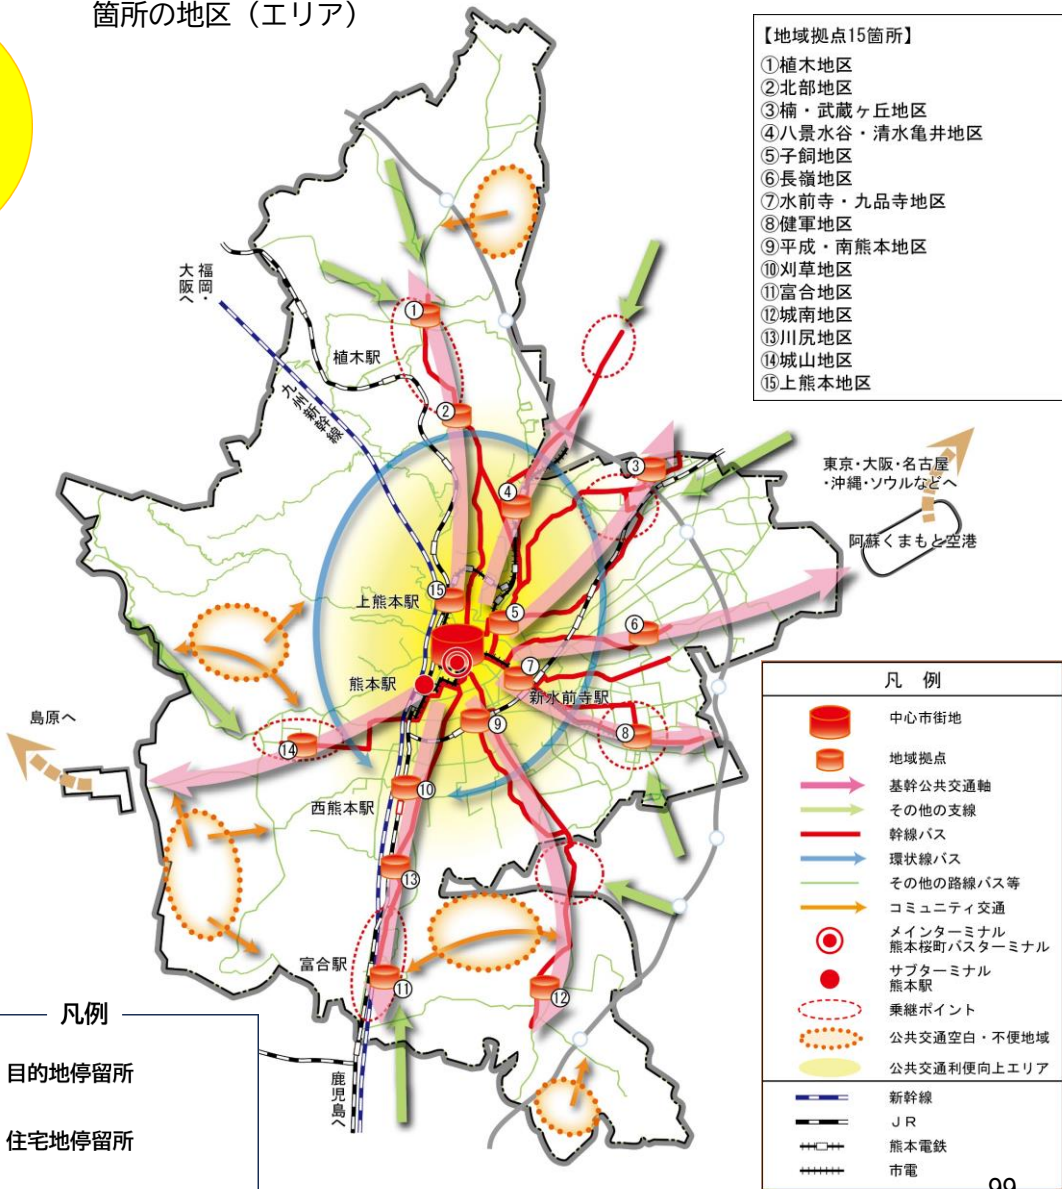 箇所の地区（エリア）
【地域拠点15箇所】
①植木地区
②北部地区
③楠・武蔵ヶ丘地区
④八景水谷・清水亀井地区
⑤子飼地区
⑥長嶺地区
⑦水前寺・九品寺地区
⑧健軍地区
⑨平成・南熊本地区
⑩刈草地区
⑪富合地区
⑫城南地区
⑬川尻地区
⑭城山地区
⑮上熊本地区
福岡・
大阪へ
①
植木駅
九州新幹線
②
③
東京・大阪・名古屋
・沖縄・ソウルなどへ
④
阿蘇くまもと空港
⑮
上熊本駅
⑤
⑥
熊本駅
⑦
新水前寺駅
島原へ
⑭
⑨
⑧
⑩
西熊本駅
⑬
富合駅
⑪
⑫
鹿児島へ
凡　例
中心市街地
地域拠点
基幹公共交通軸
その他の支線
幹線バス
環状線バス
その他の路線バス等
コミュニティ交通
メインターミナル
熊本桜町バスターミナル
サブターミナル
熊本駅
乗継ポイント
公共交通空白・不便地域
公共交通利便向上エリア
新幹線
ＪＲ
熊本電鉄
市電
凡例
目的地停留所
住宅地停留所